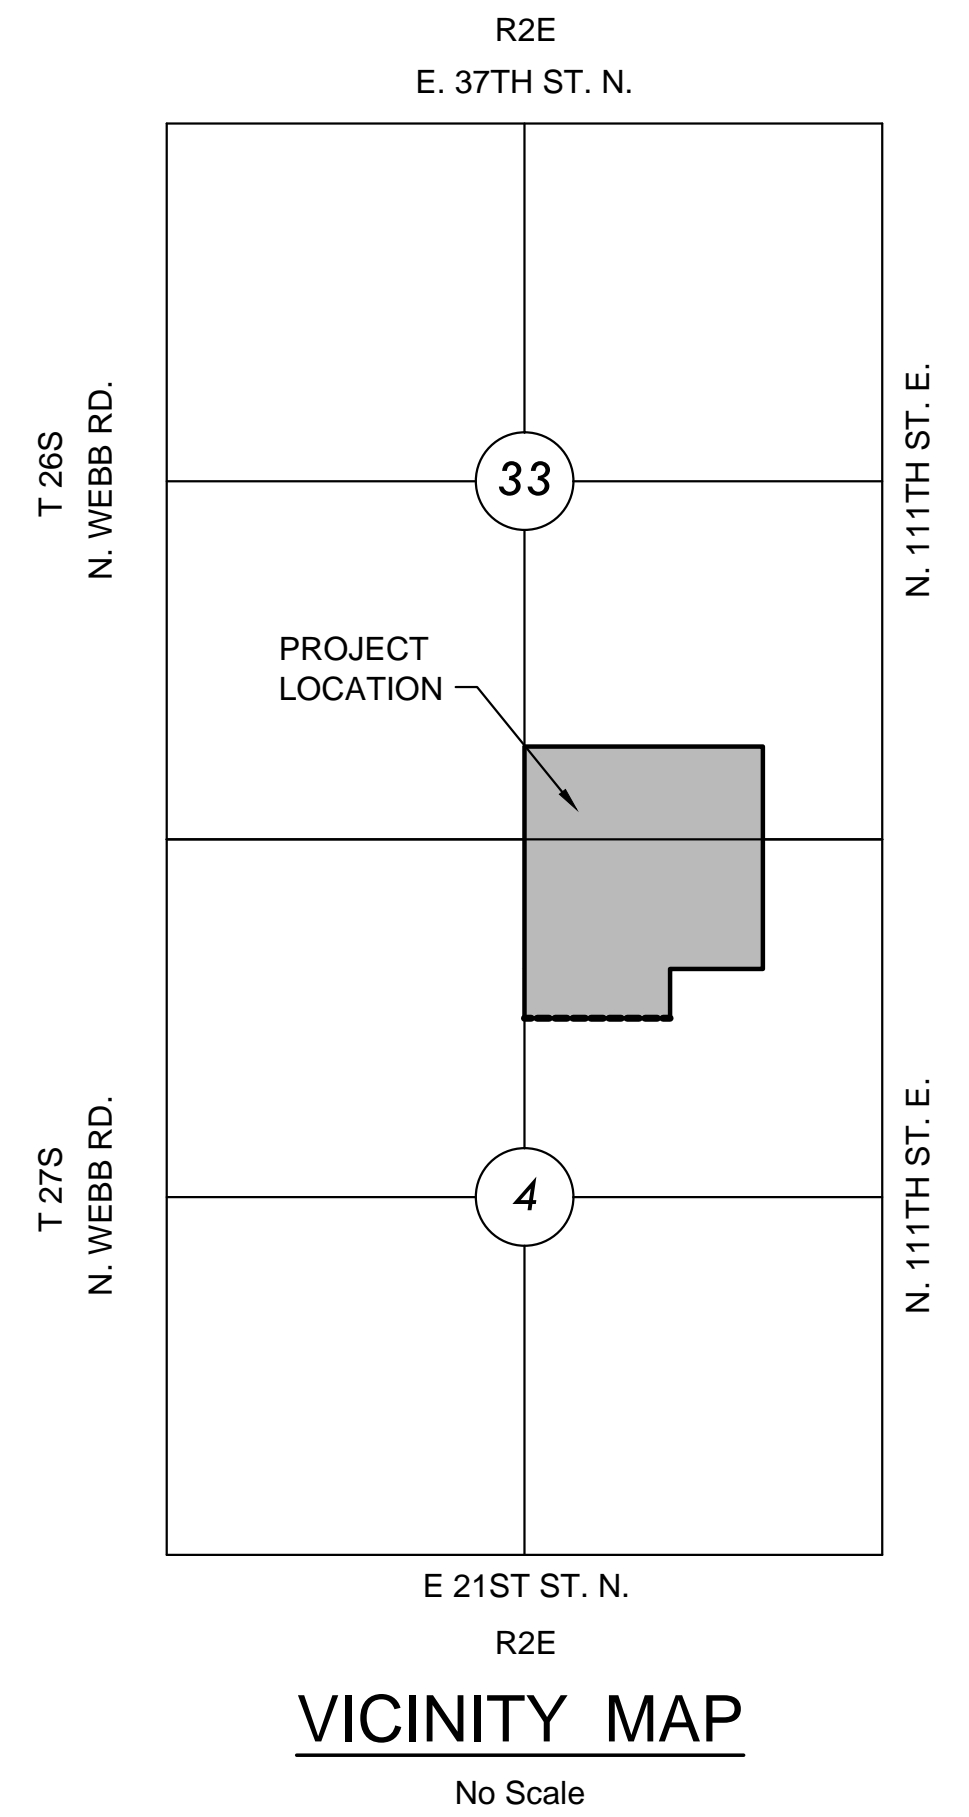 R2E
E. 37TH ST. N.
T 26S
N. WEBB RD.
33
N. 111TH ST. E.
PROJECT
LOCATION
T 27S
N. WEBB RD.
4
N. 111TH ST. E.
E 21ST ST. N.
R2E
VICINITY MAP
No Scale